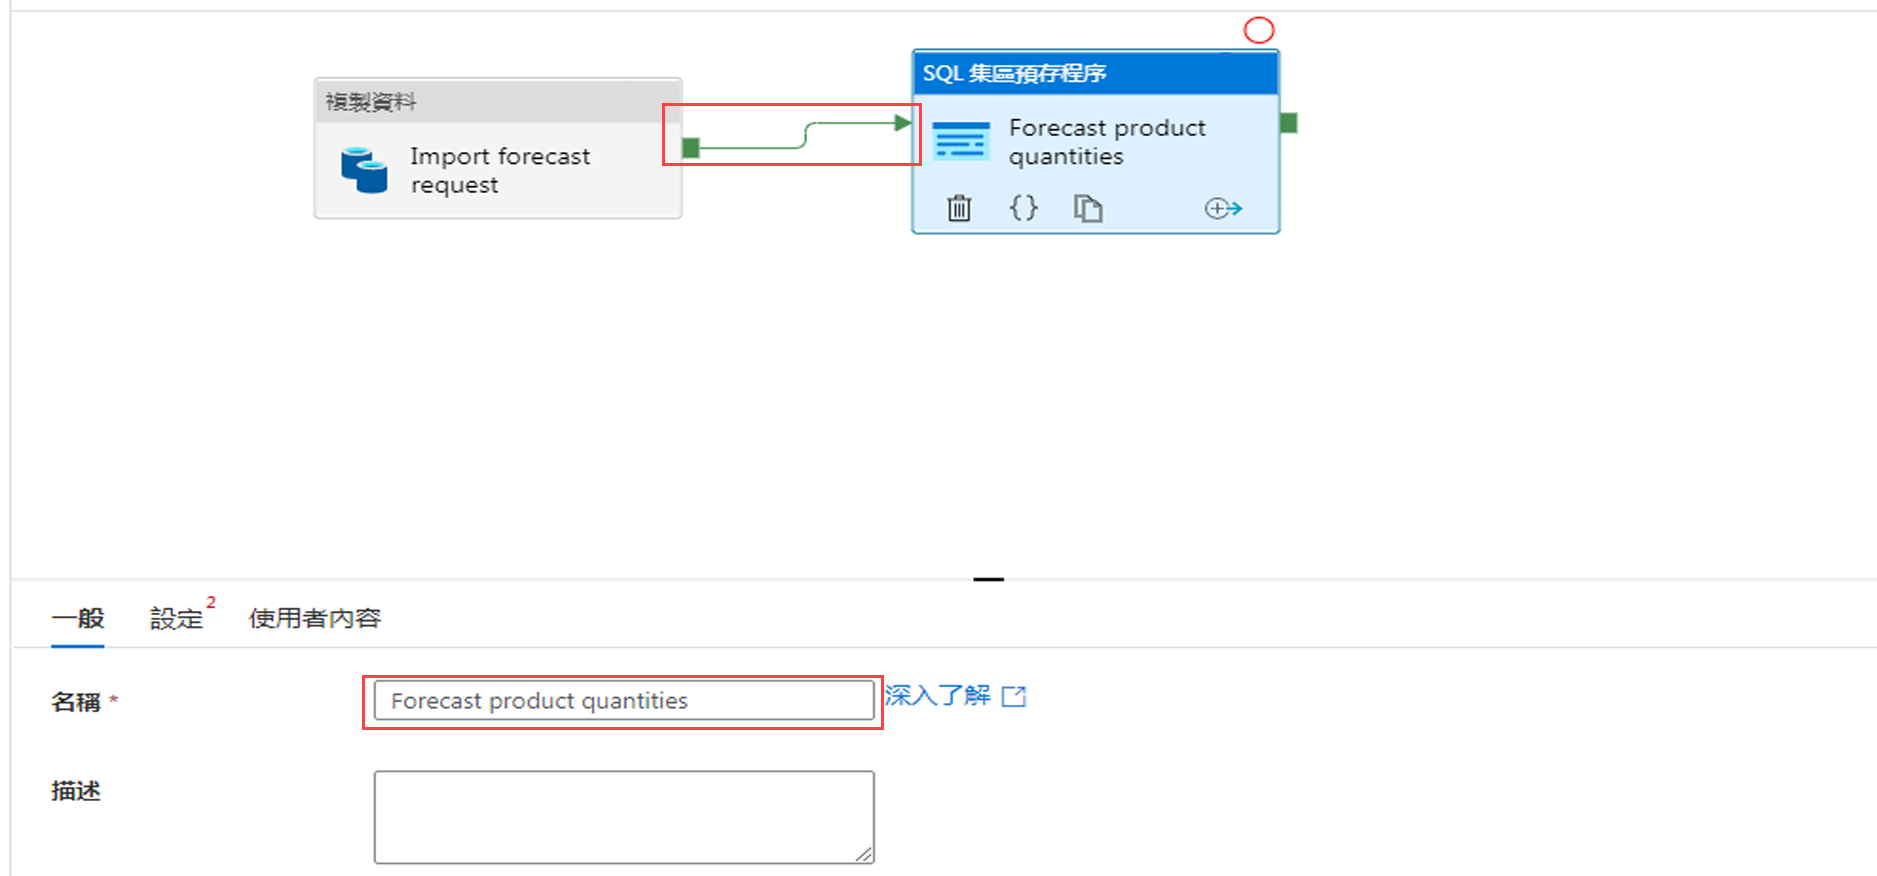 複製資料
Import forecast
request
SQL 集區預存程序
Forecast product
quantities
一般
設定 2
使用者內容
名稱 *
Forecast product quantities
深入了解
描述